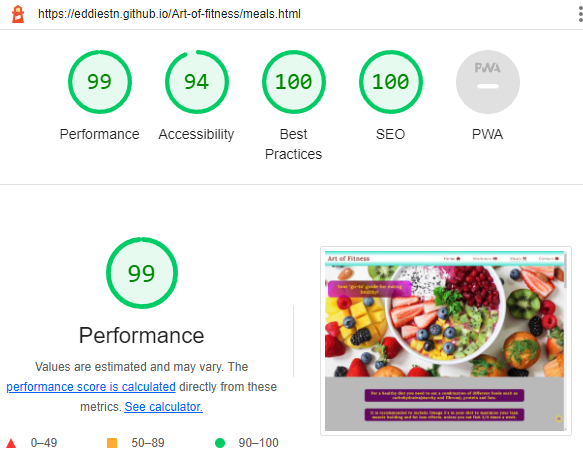 https://eddiestn.github.io/Art-of-fitness/meals.html
99
94
100
100
PWA
Performance
Accessibility
Best
Practices
SEO
PWA
99
Performance
Values are estimated and may vary. The
performance score is calculated directly from these
metrics. See calculator.
0–49
50–89
90–100
Art of Fitness
Home
Meals
Contact
Your "go-to" guide for eating
healthy!
For a healthy diet you need to eat a combination of different foods such as
carbohydrates(starchy and fibrous), protein and fats.
It is recommended to include Omega 3's in your diet to maximize your lean
muscle building and fat loss efforts, unless you eat fish 3/4 times a week.